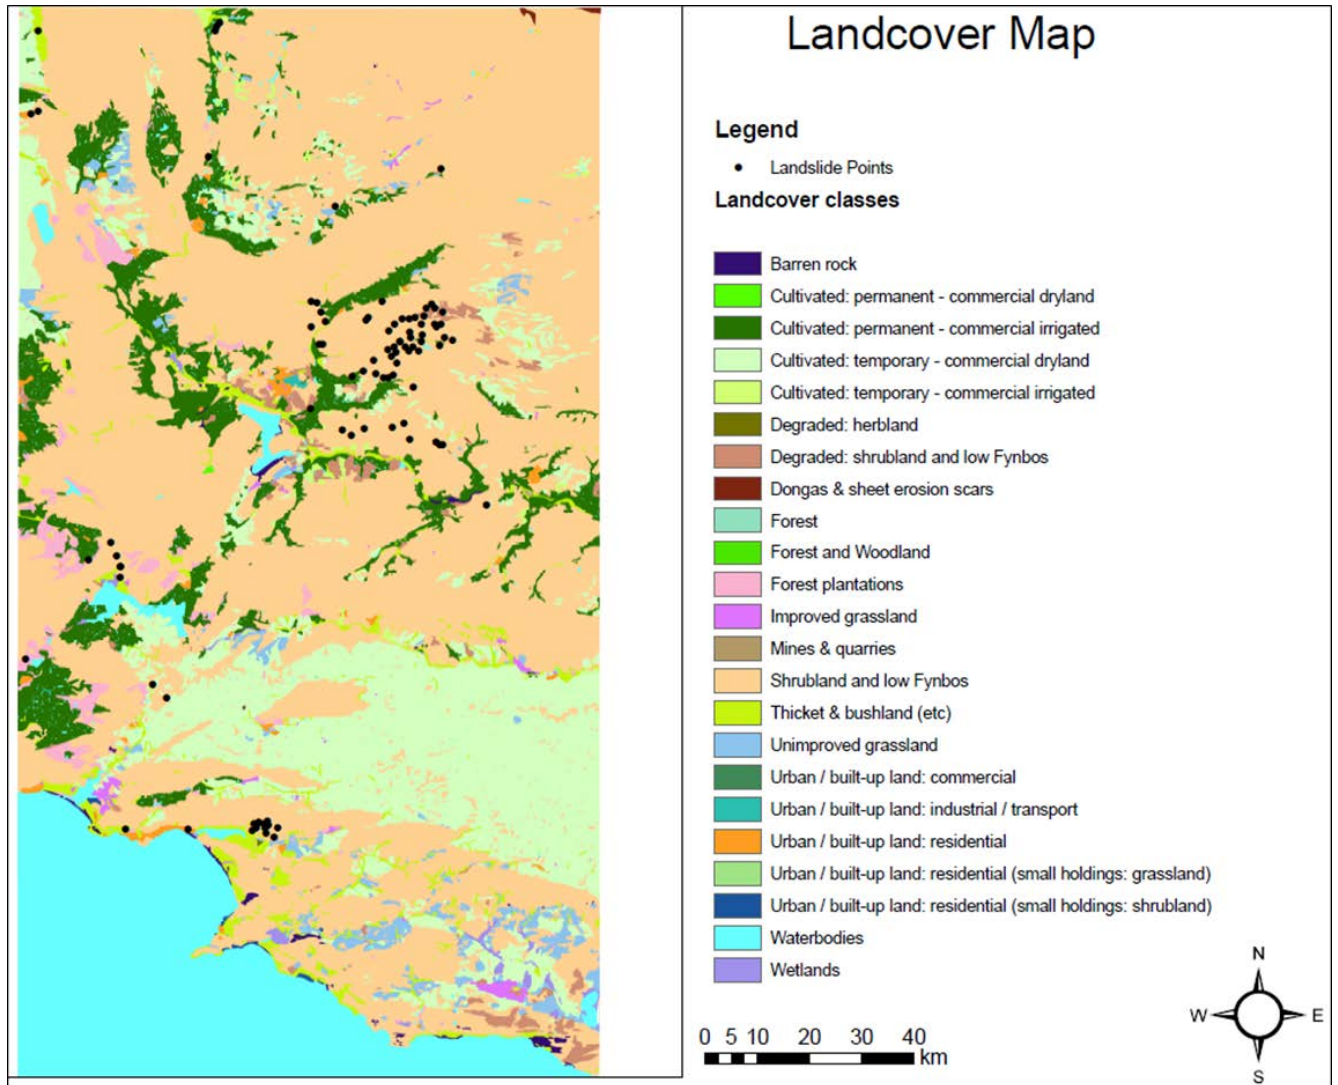 Landcover Map
Legend
Landslide Points
Landcover classes
Barren rock
Cultivated: permanent - commercial dryland
Cultivated: permanent - commercial irrigated
Cultivated: temporary - commercial dryland
Cultivated: temporary - commercial irrigated
Degraded: herbland
Degraded: shrubland and low Fynbos
Dongas & sheet erosion scars
Forest
Forest and Woodland
Forest plantations
Improved grassland
Mines & quarries
Shrubland and low Fynbos
Thicket & bushland (etc)
Unimproved grassland
Urban / built-up land: commercial
Urban / built-up land: industrial / transport
Urban / built-up land: residential
Urban / built-up land: residential (small holdings: grassland)
Urban / built-up land: residential (small holdings: shrubland)
Waterbodies
Wetlands
N
W E
S
0 5 10 20 30 40
km